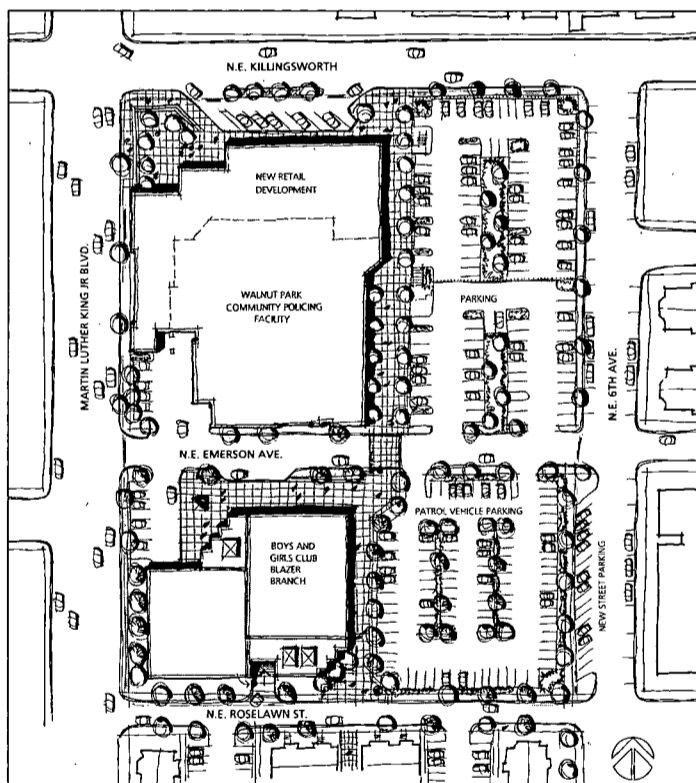 N.E. KILLINGSWORTH
NEW RETAIL
DEVELOPMENT
MARTIN LUTHER KING JR BLVD.
WALNUT PARK
COMMUNITY POLICING
FACILITY
PARKING
N.E. 6TH AVE.
N.E. EMERSON AVE.
PATROL VEHICLE PARKING
BOYS AND
GIRLS CLUB
BLAZER
BRANCH
NEW STREET PARKING
N.E. ROSELAWN ST.